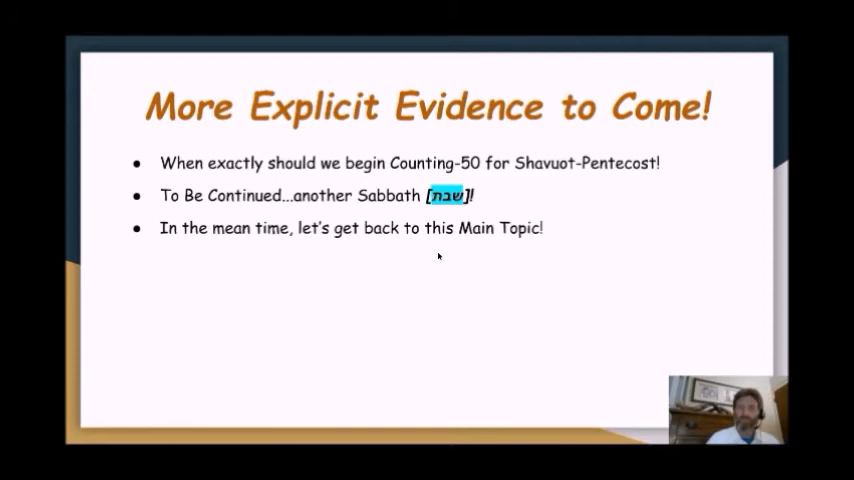 More Explicit Evidence to Come!
When exactly should we begin Counting-50 for Shavuot-Pentecost!
To Be Continued...another Sabbath [שבת]!
In the mean time, let's get back to this Main Topic!